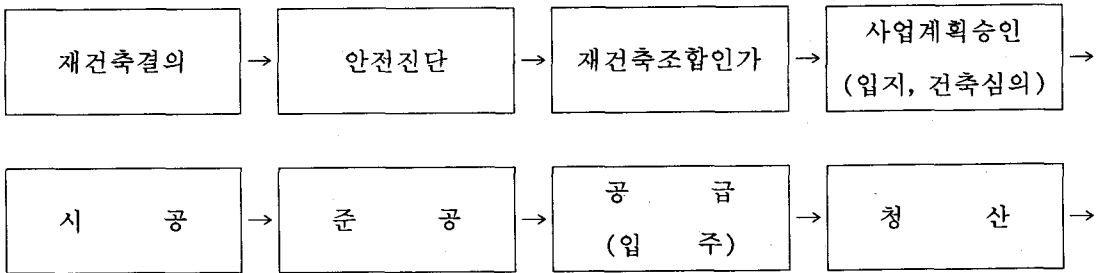 재건축결의 → 안전진단 → 재건축조합인가 → 사업계획승인 (입지, 건축심의) →
시 공 → 준 공 → 공 급 (입 주) → 청 산 →